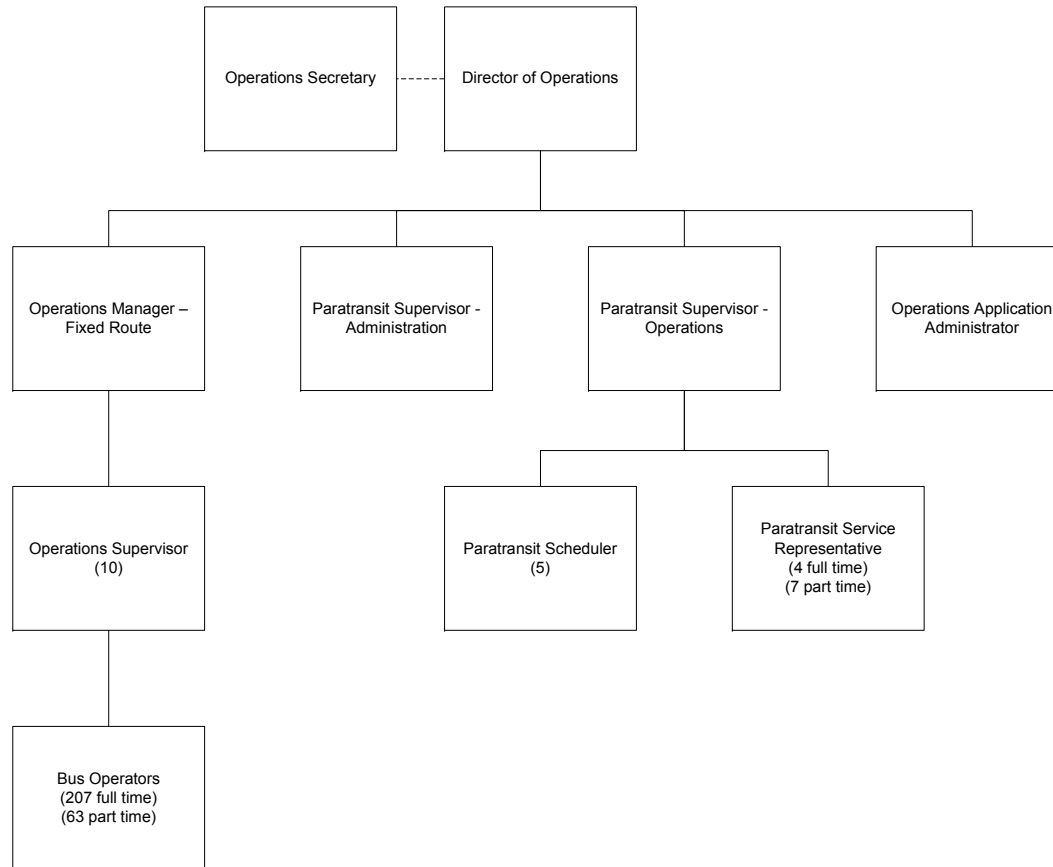 Operations Secretary
Director of Operations
Operations Manager –
Fixed Route
Paratransit Supervisor -
Administration
Paratransit Supervisor -
Operations
Operations Application
Administrator
Operations Supervisor
(10)
Paratransit Scheduler
(5)
Paratransit Service
Representative
(4 full time)
(7 part time)
Bus Operators
(207 full time)
(63 part time)